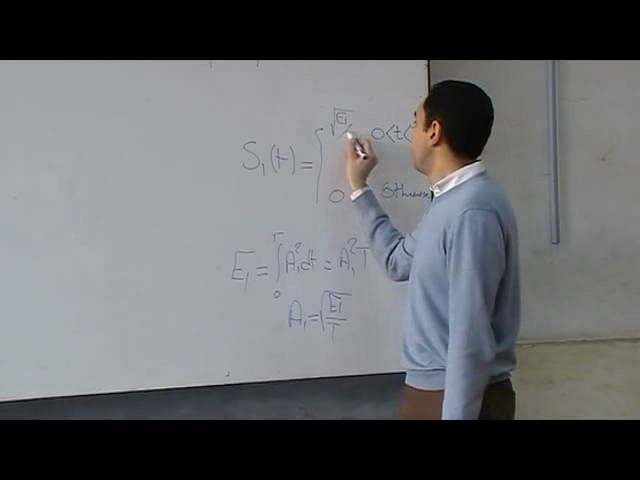 S₁(t) = { √E₁/ 0<t<
0 otherwise
E₁ = ∫₀ᵀ A₁² dt = A₁² T
A₁ = √(E₁/T)